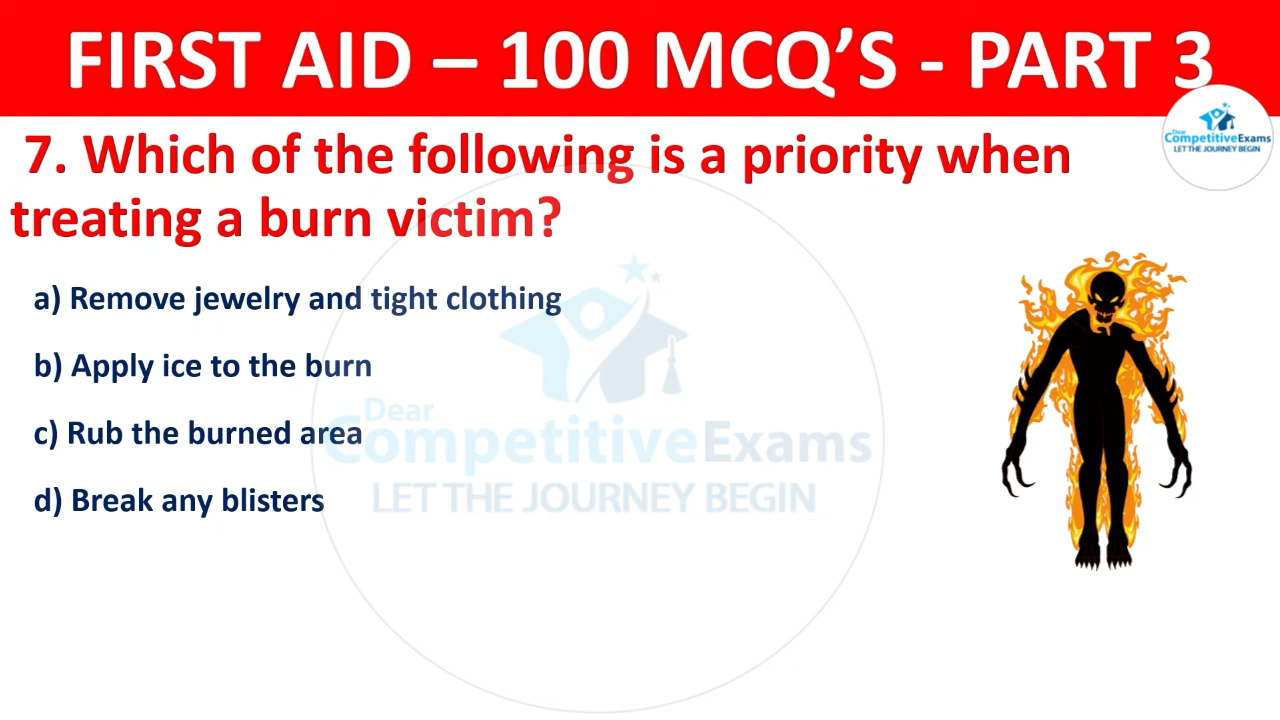 FIRST AID – 100 MCQ’S - PART 3
Dear
CompetitiveExams
LET THE JOURNEY BEGIN
7. Which of the following is a priority when
treating a burn victim?
a) Remove jewelry and tight clothing
b) Apply ice to the burn
c) Rub the burned area
d) Break any blisters
Dear
CompetitiveExams
LET THE JOURNEY BEGIN